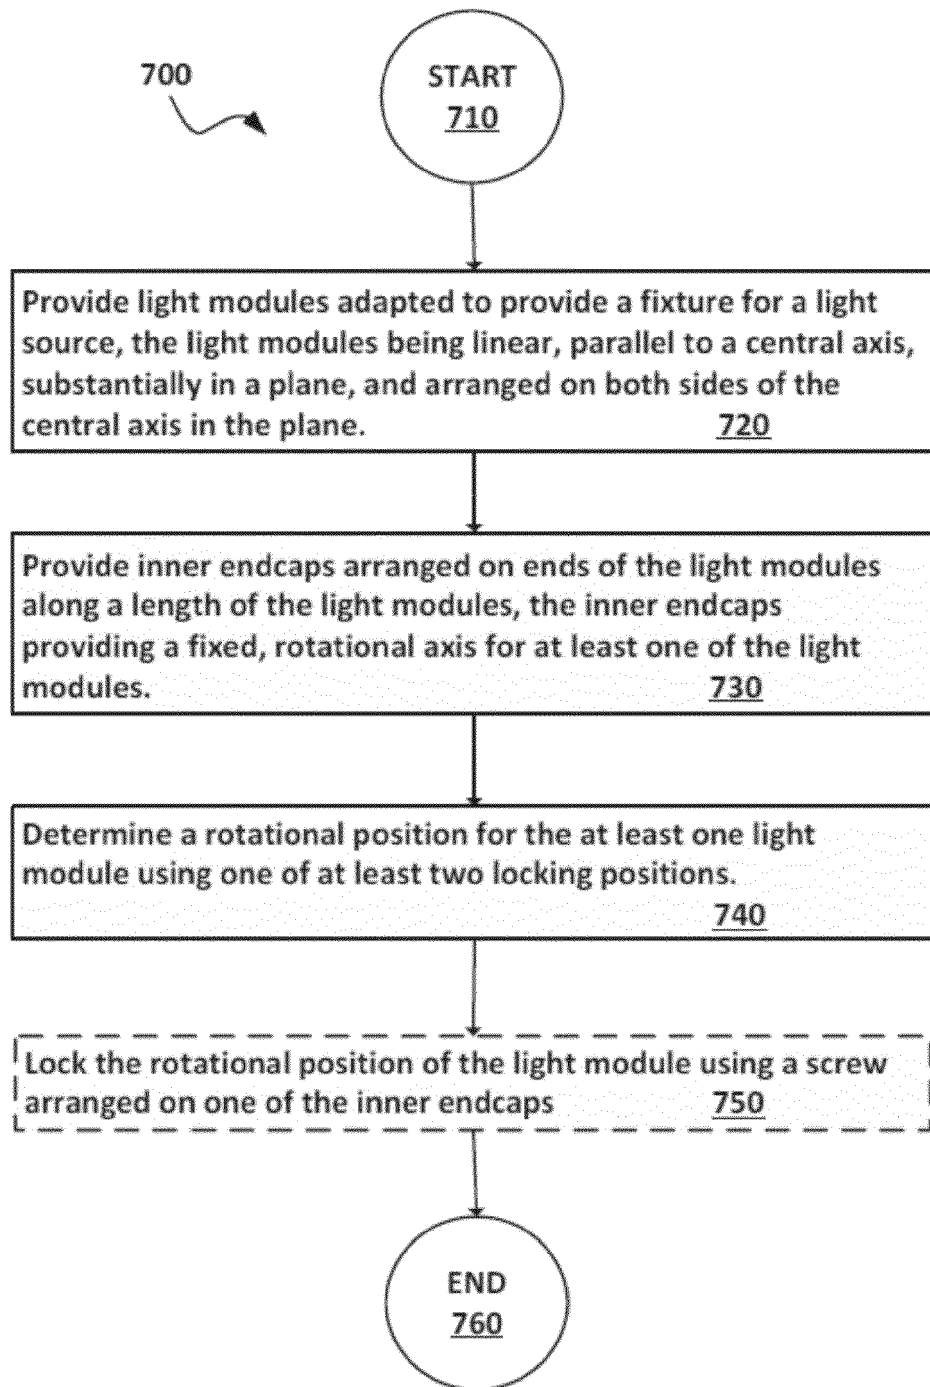 700
START
710
Provide light modules adapted to provide a fixture for a light
source, the light modules being linear, parallel to a central axis,
substantially in a plane, and arranged on both sides of the
central axis in the plane. 720
Provide inner endcaps arranged on ends of the light modules
along a length of the light modules, the inner endcaps
providing a fixed, rotational axis for at least one of the light
modules. 730
Determine a rotational position for the at least one light
module using one of at least two locking positions.
740
Lock the rotational position of the light module using a screw
arranged on one of the inner endcaps 750
END
760